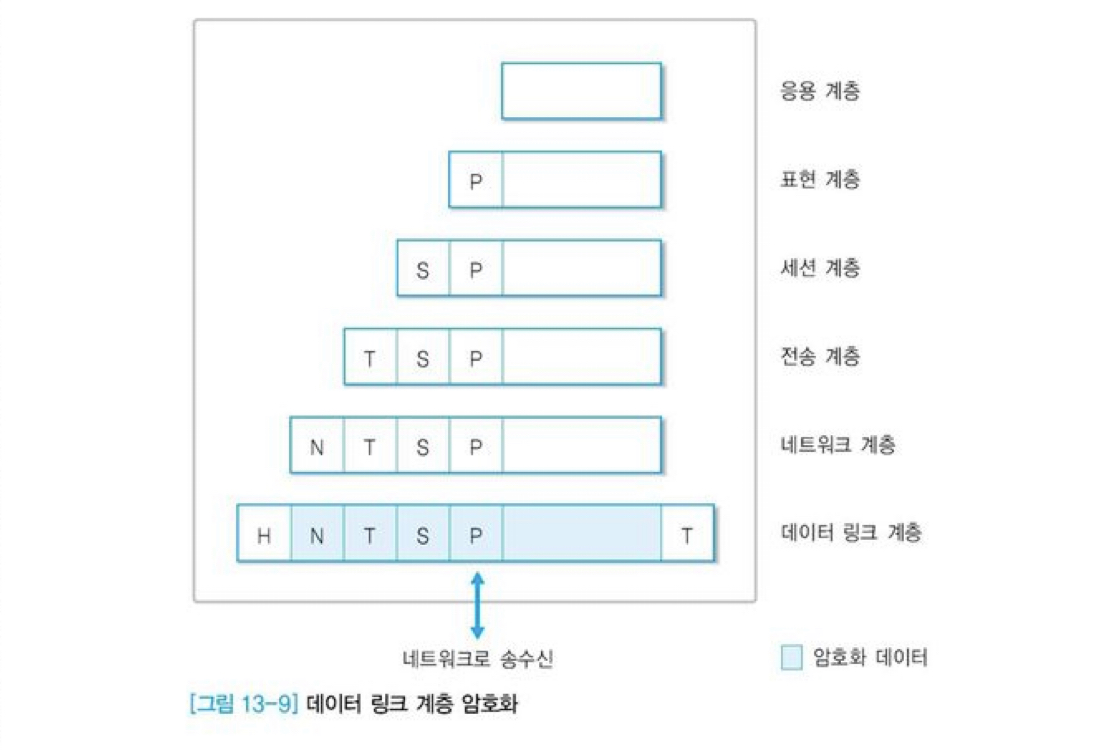 응용 계층
P 표현 계층
S P 세션 계층
T S P 전송 계층
N T S P 네트워크 계층
H N T S P T 데이터 링크 계층
네트워크로 송수신
암호화 데이터
[그림 13-9] 데이터 링크 계층 암호화